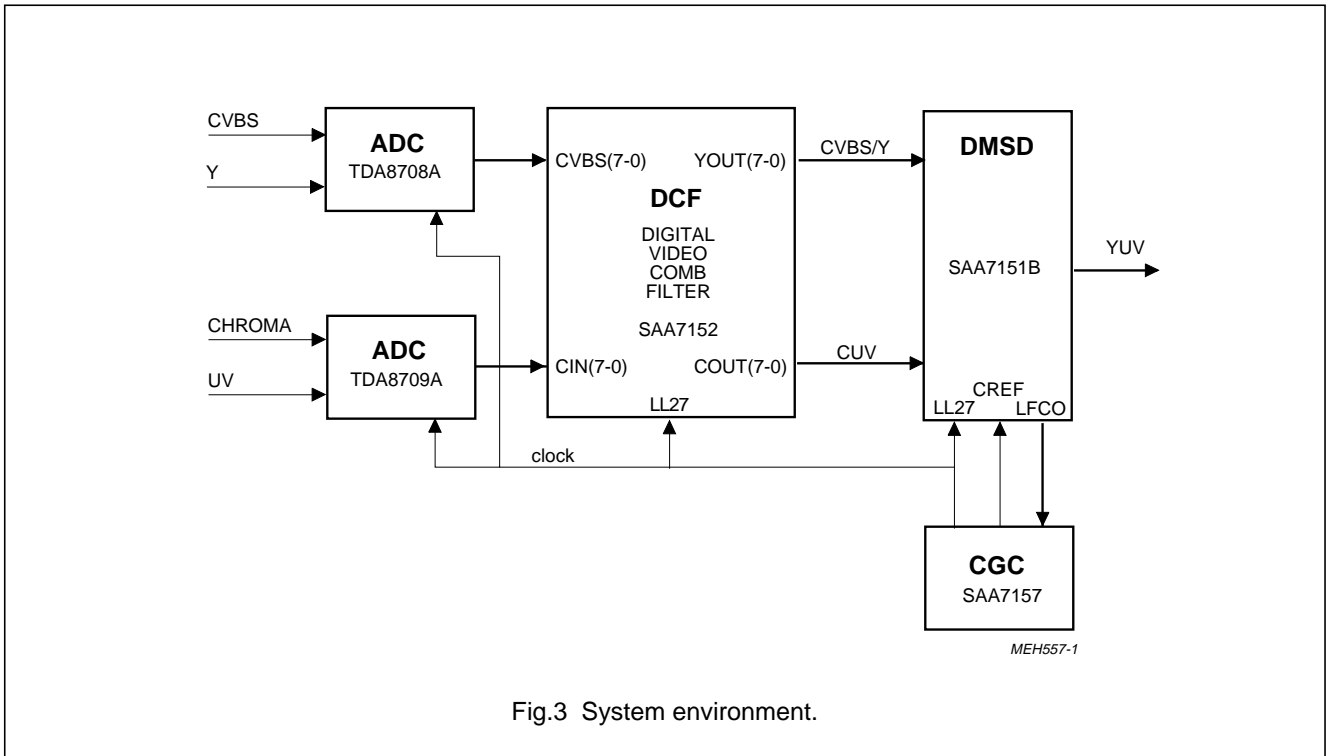 CVBS
Y
ADC
TDA8708A
CHROMA
UV
ADC
TDA8709A
CVBS(7-0)
YOUT(7-0)
DCF
DIGITAL
VIDEO
COMB
FILTER
SAA7152
CIN(7-0)
COUT(7-0)
LL27
clock
CVBS/Y
CUV
DMSD
SAA7151B
CREF
LL27
LFCO
YUV
CGC
SAA7157
MEH557-1
Fig.3 System environment.